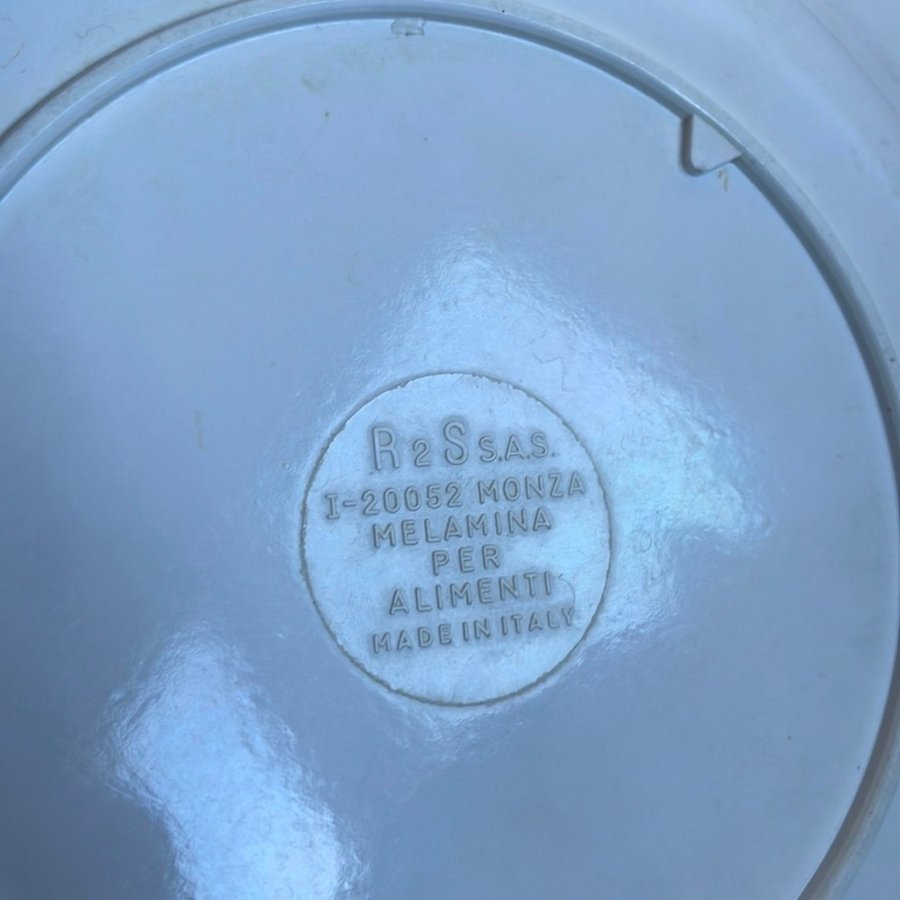 R2S S.A.S.
I-20052 MONZA
MELAMINA
PER
ALIMENTI
MADE IN ITALY